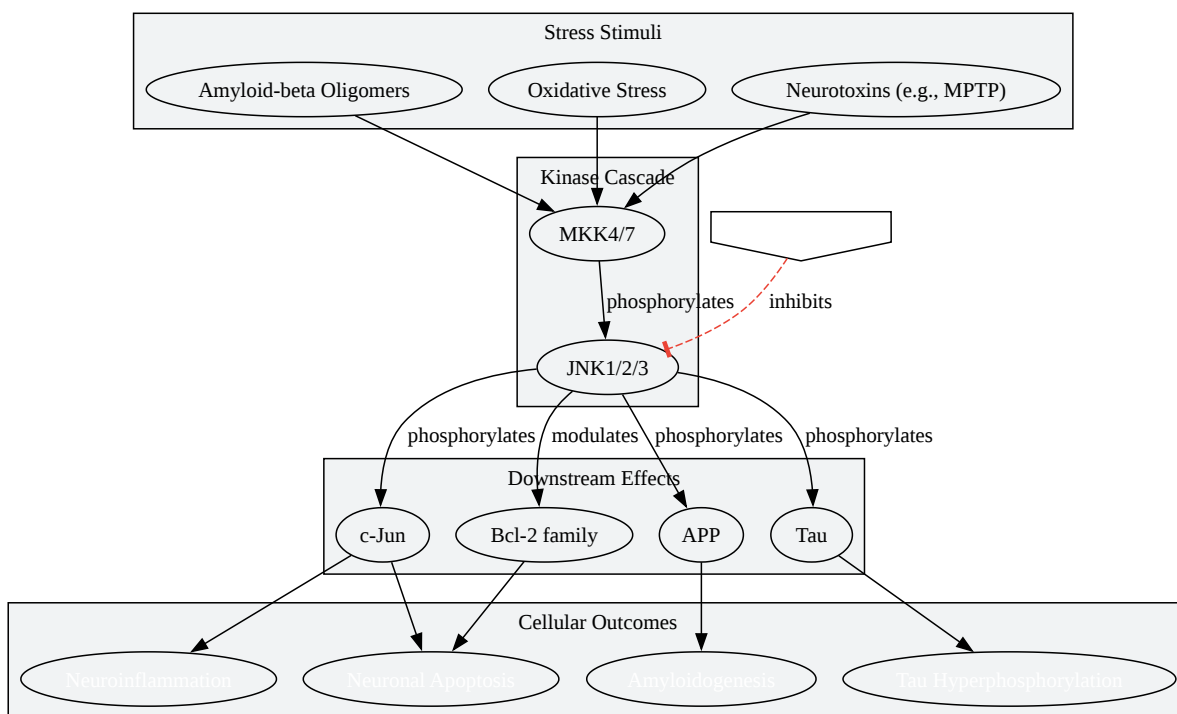 Stress Stimuli
Amyloid-beta Oligomers
Oxidative Stress
Neurotoxins (e.g., MPTP)
Kinase Cascade
MKK4/7
phosphorylates
inhibits
JNK1/2/3
phosphorylates
modulates
phosphorylates
phosphorylates
Downstream Effects
c-Jun
Bcl-2 family
APP
Tau
Cellular Outcomes
Neuroinflammation
Neuronal Apoptosis
Amyloidogenesis
Tau Hyperphosphorylation